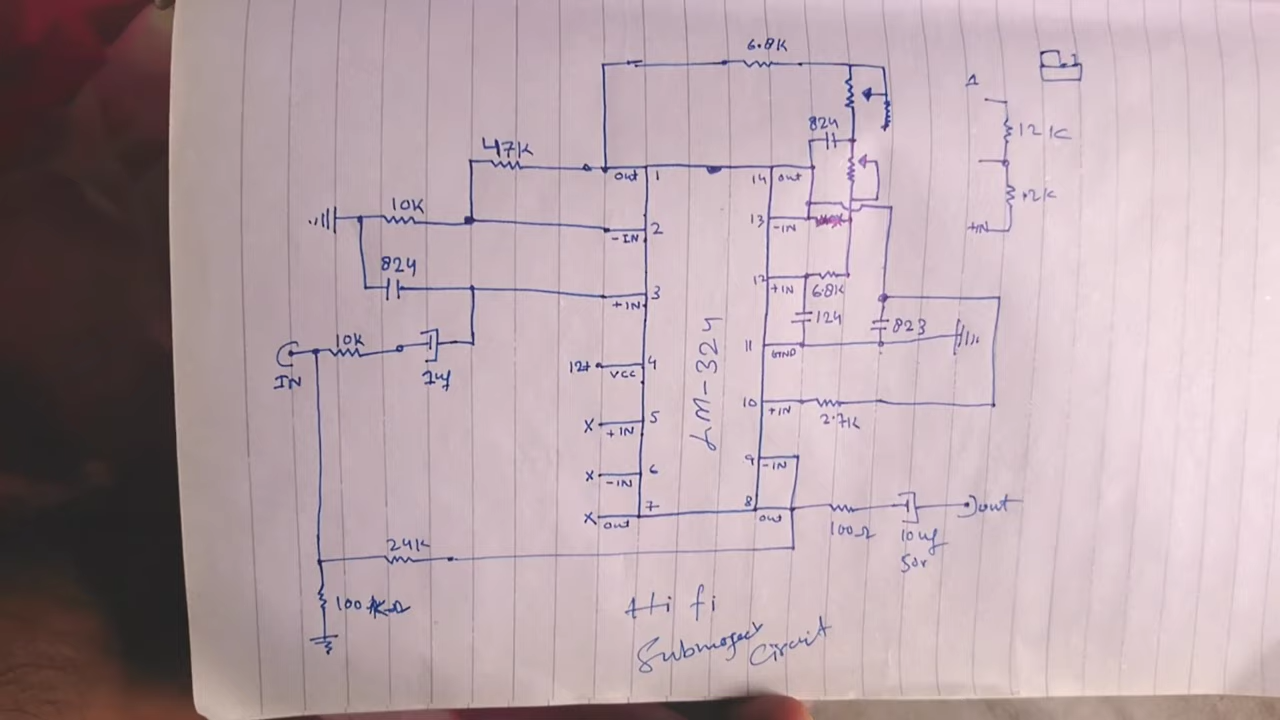 6.8K
1
12K
12K
+IN
824
47K
out
1
14
out
10K
-IN
2
13
-IN
824
+IN
3
12
+IN
6.8K
124
823
IN
10K
1uf
12+
VCC
4
11
GND
LM-324
X
+IN
5
10
+IN
2.7K
X
-IN
6
9
-IN
X
out
7
8
out
100Ω
10uf
50v
out
24K
100
Hi fi
Subwoofer
Circuit